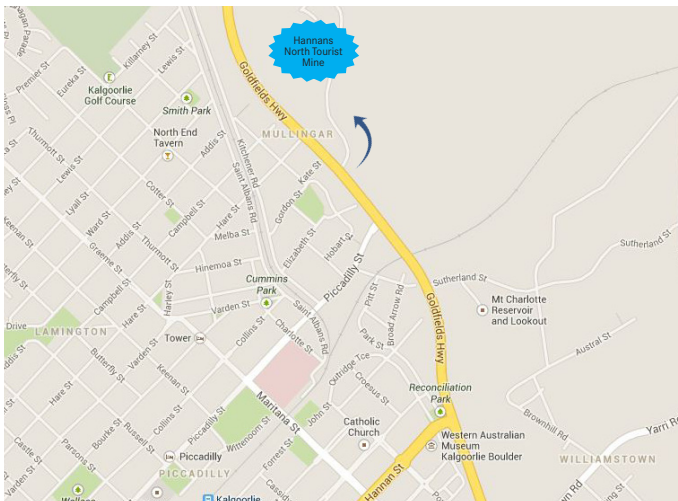 Hannans
North Tourist
Mine
Killarney St
Lewis St
Premier St
Eureka St
Kalgoorlie
Golf Course
Smith Park
Goldfields Hwy
MULLINGAR
North End
Tavern
Addis St
Kitchener Rd
Saint Albans Rd
Thurmott St
Lewis St
Kate St
Gordon St
Lyall St
Cotter St
Hare St
Campbell St
Ward St
Addis St
Melba St
Elizabeth St
Hobart
Keenan St
Graeme St
Thurmott St
Hinemoa St
Piccadilly St
Sutherland St
Sutherland St
Cummins
Park
Pitt St
Broad Arrow Rd
Goldfields Hwy
Mt Charlotte
Reservoir
and Lookout
Butterfly St
Campbell St
Harley St
Hare St
Varden St
Saint Albans Rd
Drive
LAMINGTON
Tower
Collins St
Charlotte St
Park St
Austral St
Addis St
Varden St
Butterfly St
Keenan St
Outridge Tce
Croesus St
Reconciliation
Park
Hare St
Collins St
Maritana St
John St
Brownhill Rd
Bourke St
Russell St
Piccadilly St
Wittenoom St
Catholic
Church
Western Australian
Museum
Kalgoorlie Boulder
Yarri Rd
Castle St
Parsons St
Piccadilly
Forrest St
Hannan St
WILLIAMSTOWN
PICCADILLY
Kalgoorlie